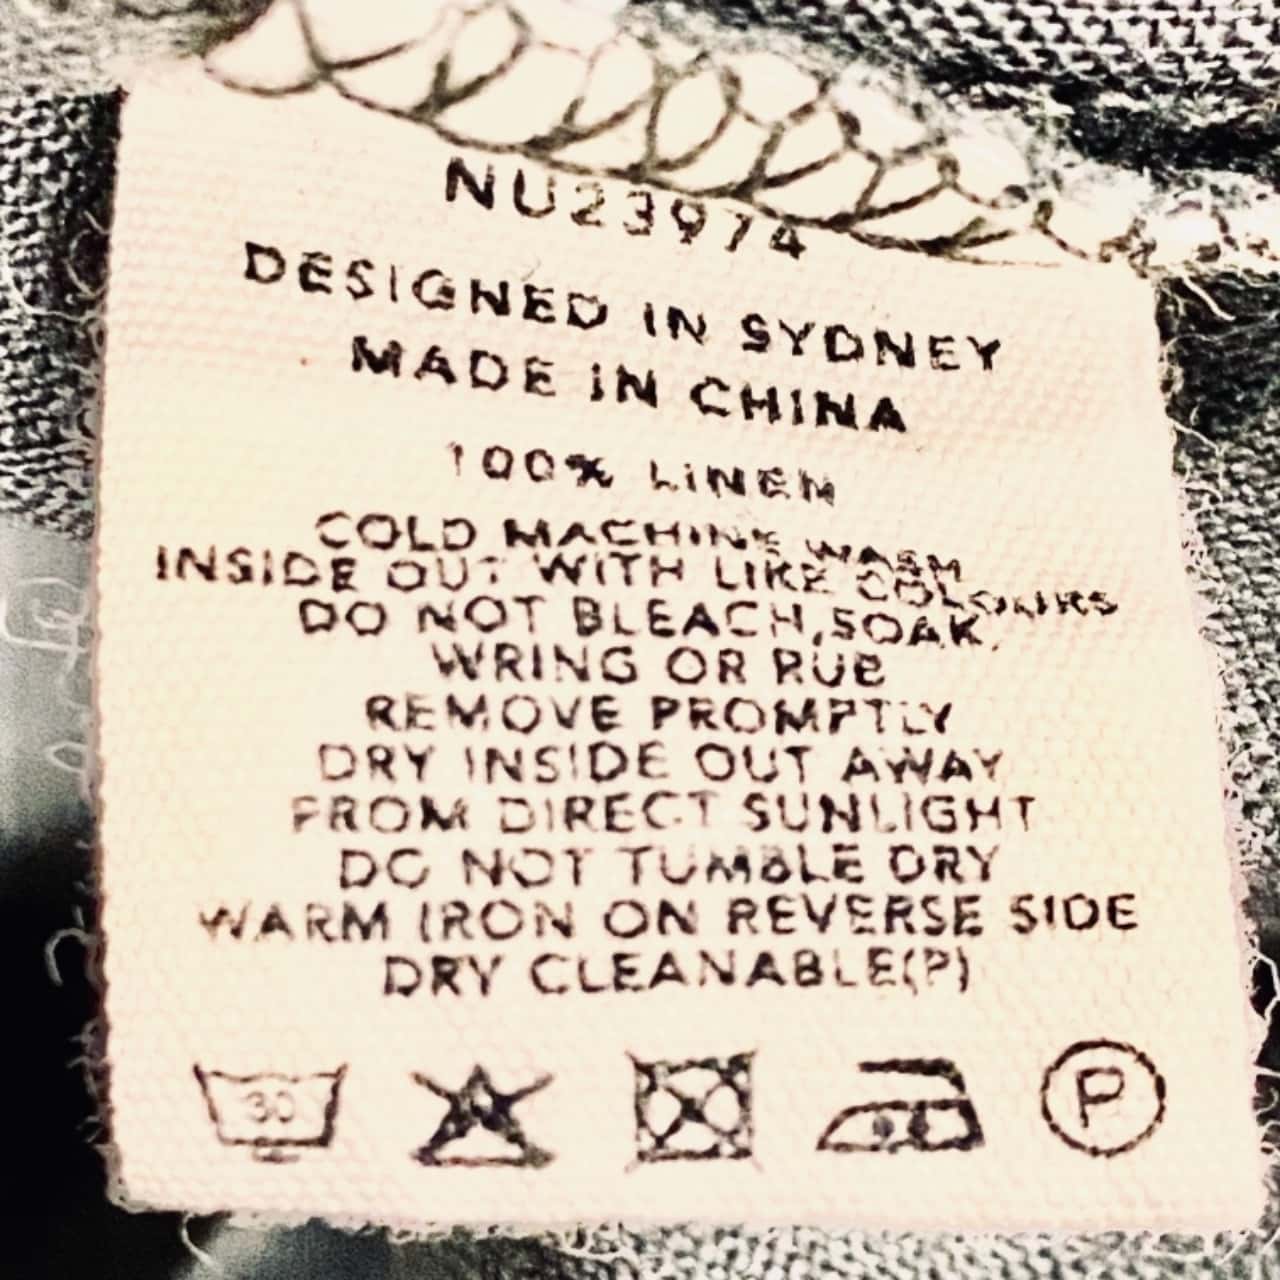 NU23974
DESIGNED IN SYDNEY
MADE IN CHINA
100% LINEN
COLD MACHINE WASH
INSIDE OUT WITH LIKE COLOURS
DO NOT BLEACH,SOAK,
WRING OR RUB
REMOVE PROMPTLY
DRY INSIDE OUT AWAY
FROM DIRECT SUNLIGHT
DO NOT TUMBLE DRY
WARM IRON ON REVERSE SIDE
DRY CLEANABLE(P)
30 P